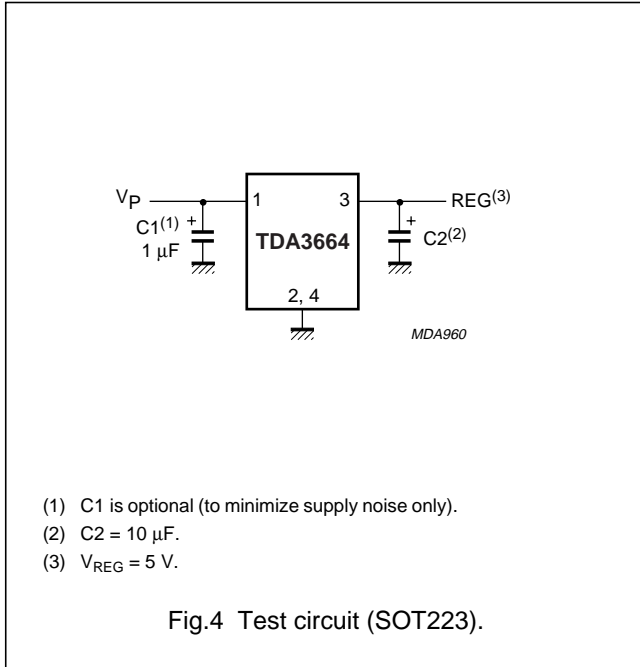 V_P 1 3 REG(3)
C1(1) + + C2(2)
1 μF TDA3664
2, 4
MDA960
(1) C1 is optional (to minimize supply noise only).
(2) C2 = 10 μF.
(3) V_REG = 5 V.
Fig.4 Test circuit (SOT223).